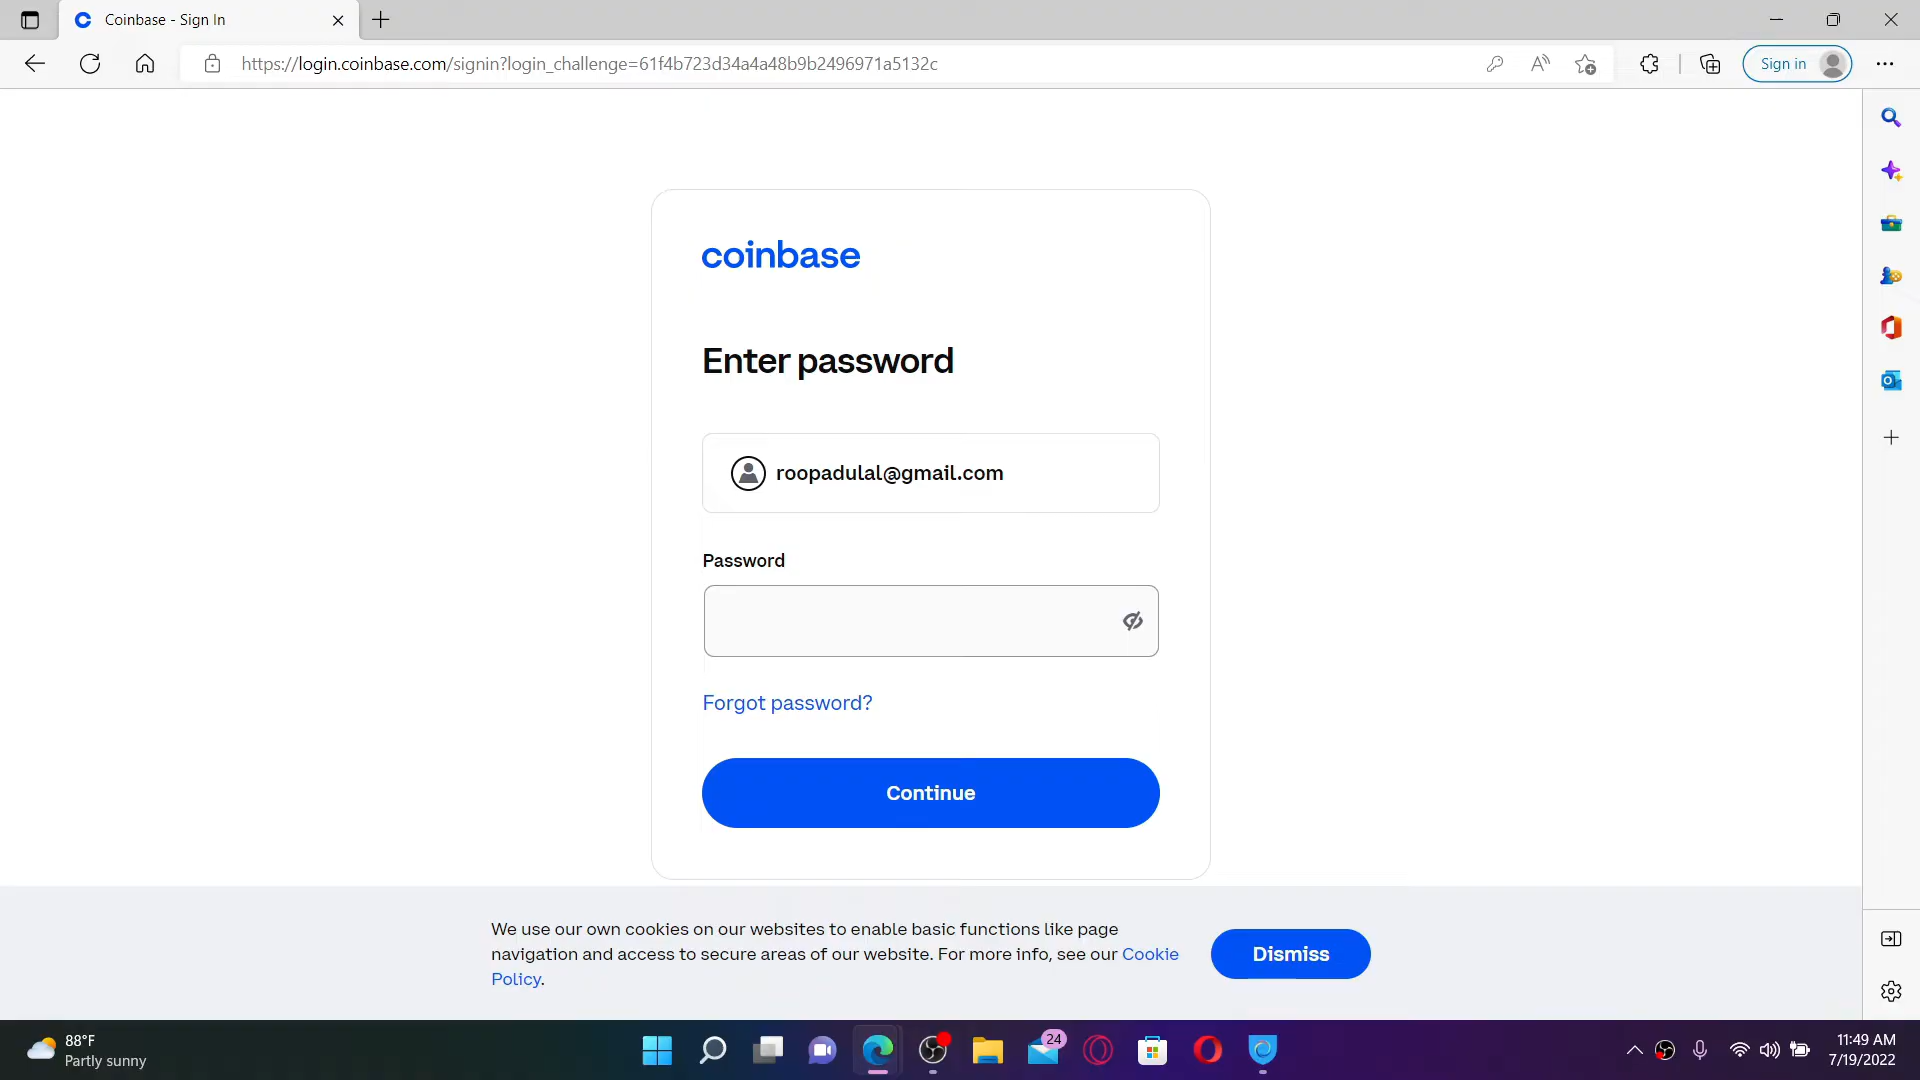 Coinbase - Sign In
https://login.coinbase.com/signin?login_challenge=61f4b723d34a4a48b9b2496971a5132c
Sign in
coinbase
Enter password
roopadulal@gmail.com
Password
Forgot password?
Continue
We use our own cookies on our websites to enable basic functions like page
navigation and access to secure areas of our website. For more info, see our Cookie
Policy.
Dismiss
88°F
Partly sunny
24
11:49 AM
7/19/2022